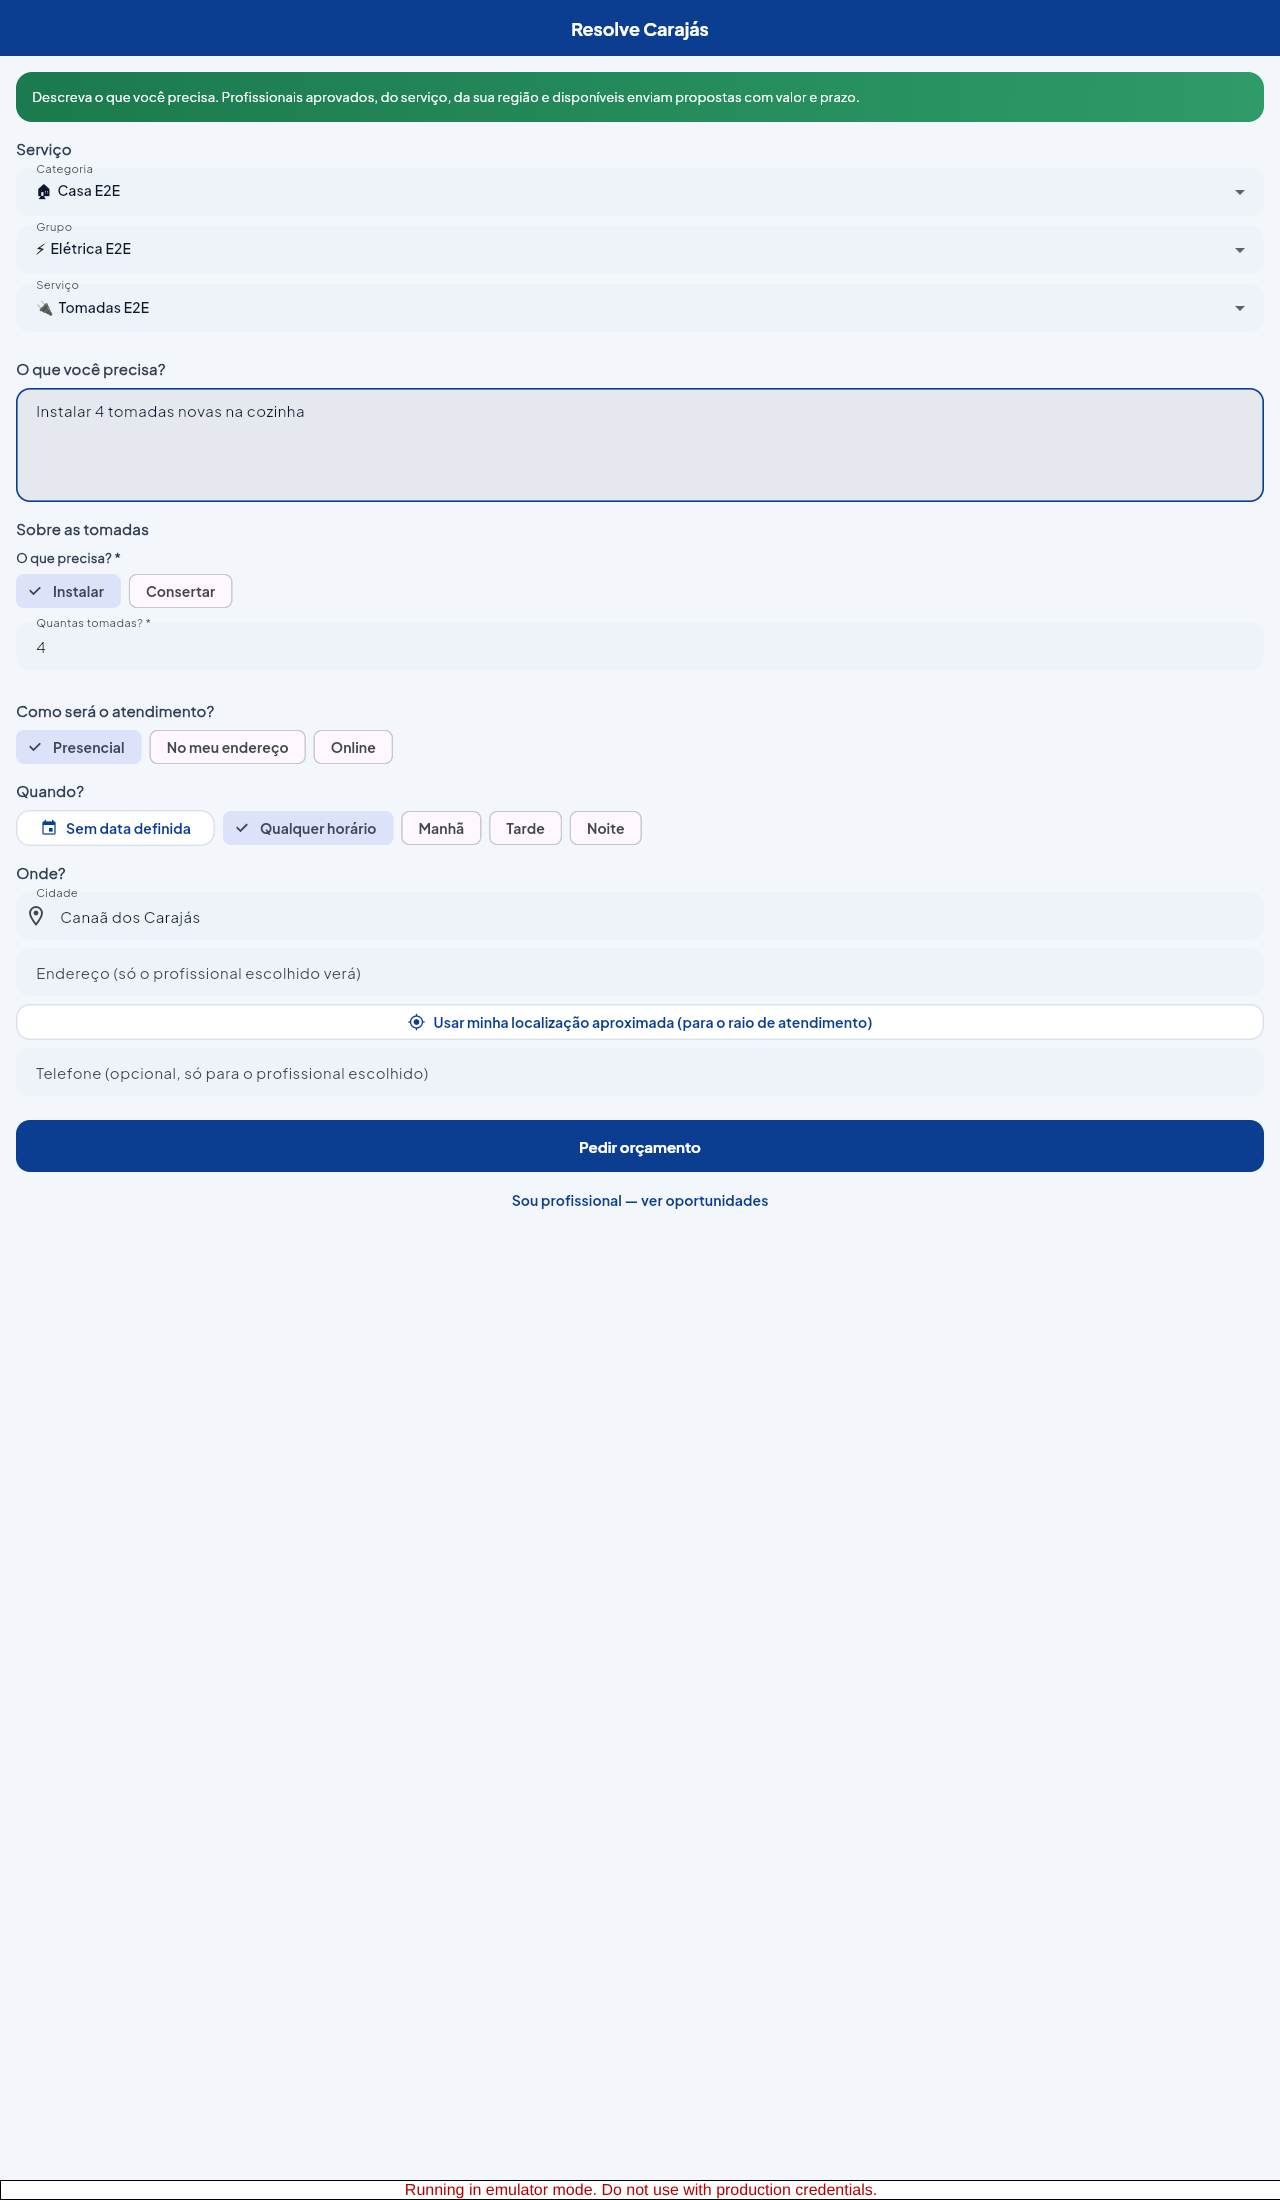 Resolve Carajás
Descreva o que você precisa. Profissionais aprovados, do serviço, da sua região e disponíveis enviam propostas com valor e prazo.
Serviço
Categoria
Casa E2E
Grupo
Elétrica E2E
Serviço
Tomadas E2E
O que você precisa?
Instalar 4 tomadas novas na cozinha
Sobre as tomadas
O que precisa? *
Instalar Consertar
Quantas tomadas? *
4
Como será o atendimento?
Presencial No meu endereço Online
Quando?
Sem data definida Qualquer horário Manhã Tarde Noite
Onde?
Cidade
Canaã dos Carajás
Endereço (só o profissional escolhido verá)
Usar minha localização aproximada (para o raio de atendimento)
Telefone (opcional, só para o profissional escolhido)
Pedir orçamento
Sou profissional — ver oportunidades
Running in emulator mode. Do not use with production credentials.